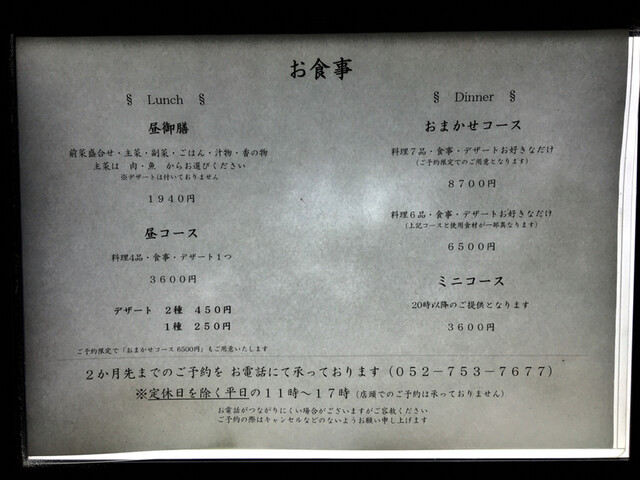 お食事
§ Lunch §
昼御膳
前菜盛合せ・主菜・副菜・ごはん・汁物・香の物
主菜は 肉・魚 からお選びください
※デザートは付いておりません
1940円
昼コース
料理4品・食事・デザート1つ
3600円
デザート 2種 450円
1種 250円
ご予約限定で「おまかせコース 6500円」もご用意いたします
§ Dinner §
おまかせコース
料理7品・食事・デザートお好きなだけ
(ご予約限定でのご用意となります)
8700円
料理6品・食事・デザートお好きなだけ
(上記コースと使用食材が一部異なります)
6500円
ミニコース
20時以降のご提供となります
3600円
2か月先までのご予約を お電話にて承っております(052-753-7677)
※定休日を除く平日の11時~17時(店頭でのご予約は承っておりません)
お電話がつながりにくい場合がございますがご容赦ください
ご予約の際はキャンセルなどのないようお願い申し上げます